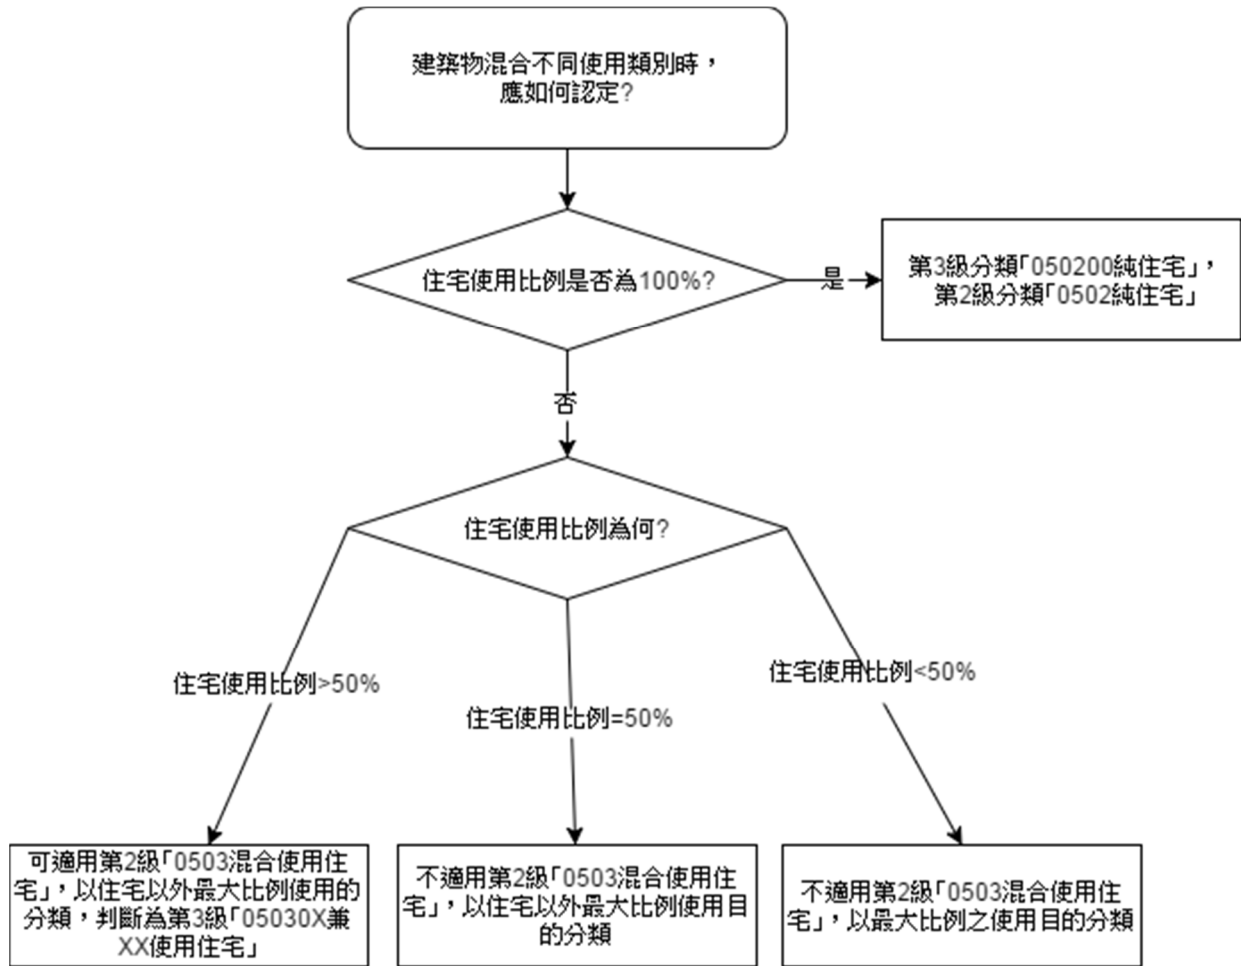 建築物混合不同使用類別時，
應如何認定?
住宅使用比例是否為100%?
是
第3級分類「050200純住宅」，
第2級分類「0502純住宅」
否
住宅使用比例為何?
住宅使用比例>50%
住宅使用比例=50%
住宅使用比例<50%
可適用第2級「0503混合使用住
宅」，以住宅以外最大比例使用的
分類，判斷為第3級「05030X兼
XX使用住宅」
不適用第2級「0503混合使用住
宅」，以住宅以外最大比例使用目
的分類
不適用第2級「0503混合使用住
宅」，以最大比例之使用目的分類